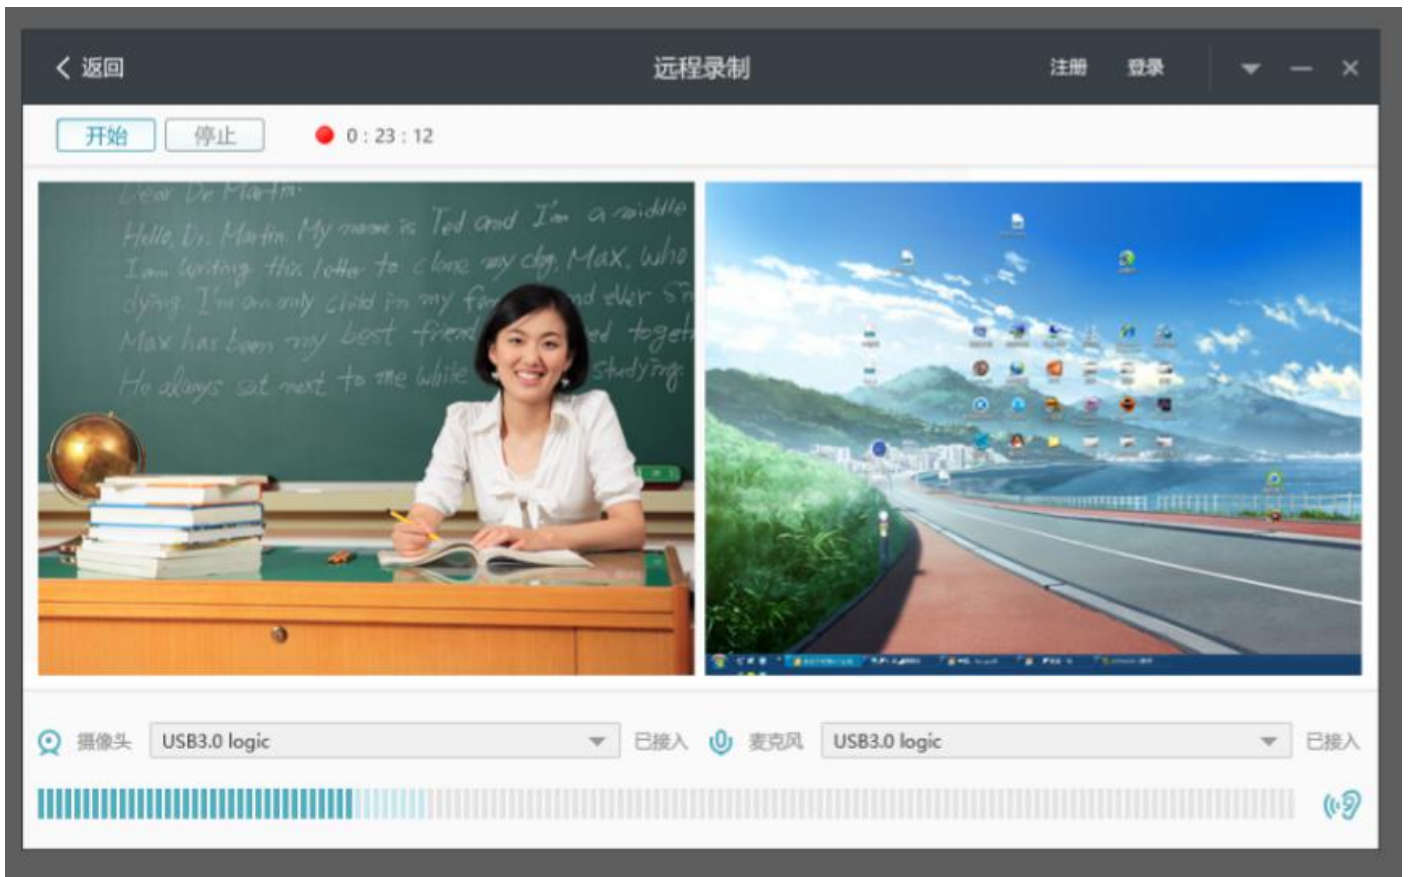 返回
远程录制
注册
登录
开始
停止
0 : 23 : 12
Dear Dr Martin:
Hello, Dr. Martin. My name is Ted and I'm a middle
I am writing this letter to clone my dog, Max, who
dying. I'm an only child in my and ever
Max has been my best friend together
He always sat next to me while studying.
摄像头
USB3.0 logic
已接入
麦克风
USB3.0 logic
已接入